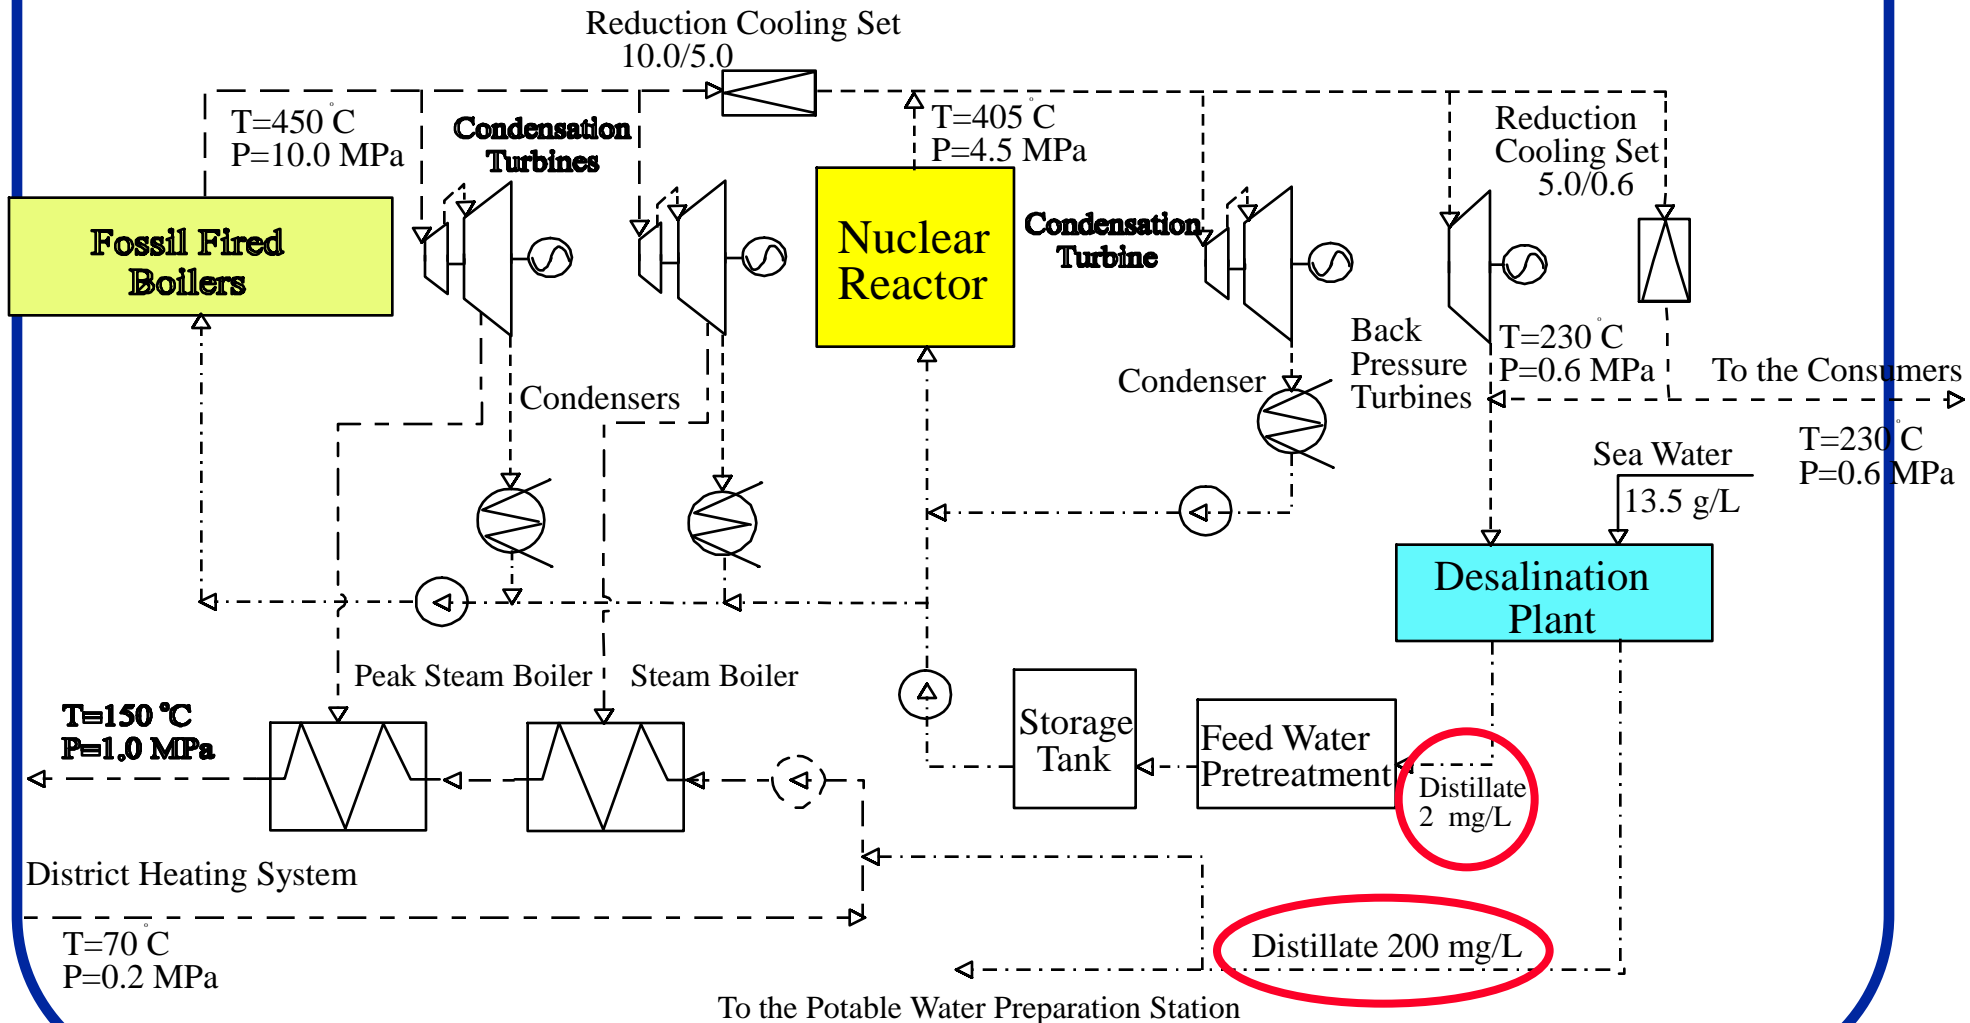 Reduction Cooling Set
10.0/5.0
T=450°C
P=10.0 MPa
Condensation
Turbines
T=405°C
P=4.5 MPa
Reduction
Cooling Set
5.0/0.6
Fossil Fired
Boilers
Nuclear
Reactor
Condensation
Turbine
Back
Pressure
Turbines
T=230°C
P=0.6 MPa
To the Consumers
T=230°C
P=0.6 MPa
Condensers
Condenser
Sea Water
13.5 g/L
Desalination
Plant
Peak Steam Boiler
Steam Boiler
T=150 °C
P=1.0 MPa
Storage
Tank
Feed Water
Pretreatment
Distillate
2 mg/L
District Heating System
T=70°C
P=0.2 MPa
Distillate 200 mg/L
To the Potable Water Preparation Station